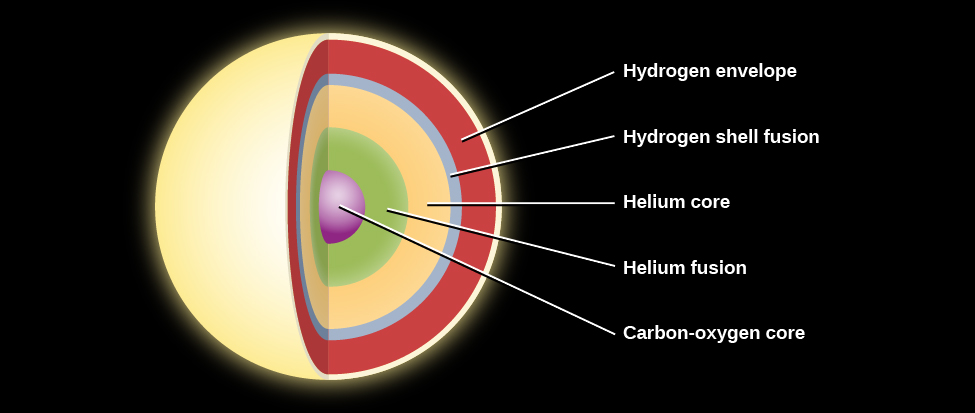 Hydrogen envelope
Hydrogen shell fusion
Helium core
Helium fusion
Carbon-oxygen core